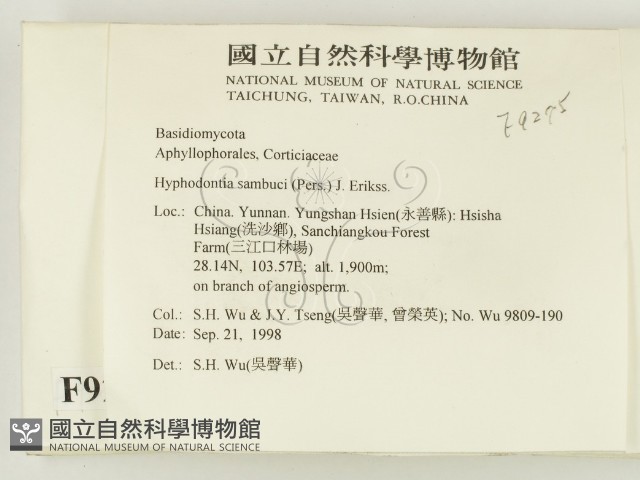 國立自然科學博物館
NATIONAL MUSEUM OF NATURAL SCIENCE
TAICHUNG, TAIWAN, R.O.CHINA
F9275
Basidiomycota
Aphyllophorales, Corticiaceae
Hyphodontia sambuci (Pers.) J. Erikss.
Loc.: China. Yunnan. Yungshan Hsien(永善縣): Hsisha
Hsiang(洗沙鄉), Sanchiangkou Forest
Farm(三江口林場)
28.14N, 103.57E; alt. 1,900m;
on branch of angiosperm.
Col.: S.H. Wu & J.Y. Tseng(吳聲華, 曾榮英); No. Wu 9809-190
Date: Sep. 21, 1998
Det.: S.H. Wu(吳聲華)
國立自然科學博物館
NATIONAL MUSEUM OF NATURAL SCIENCE